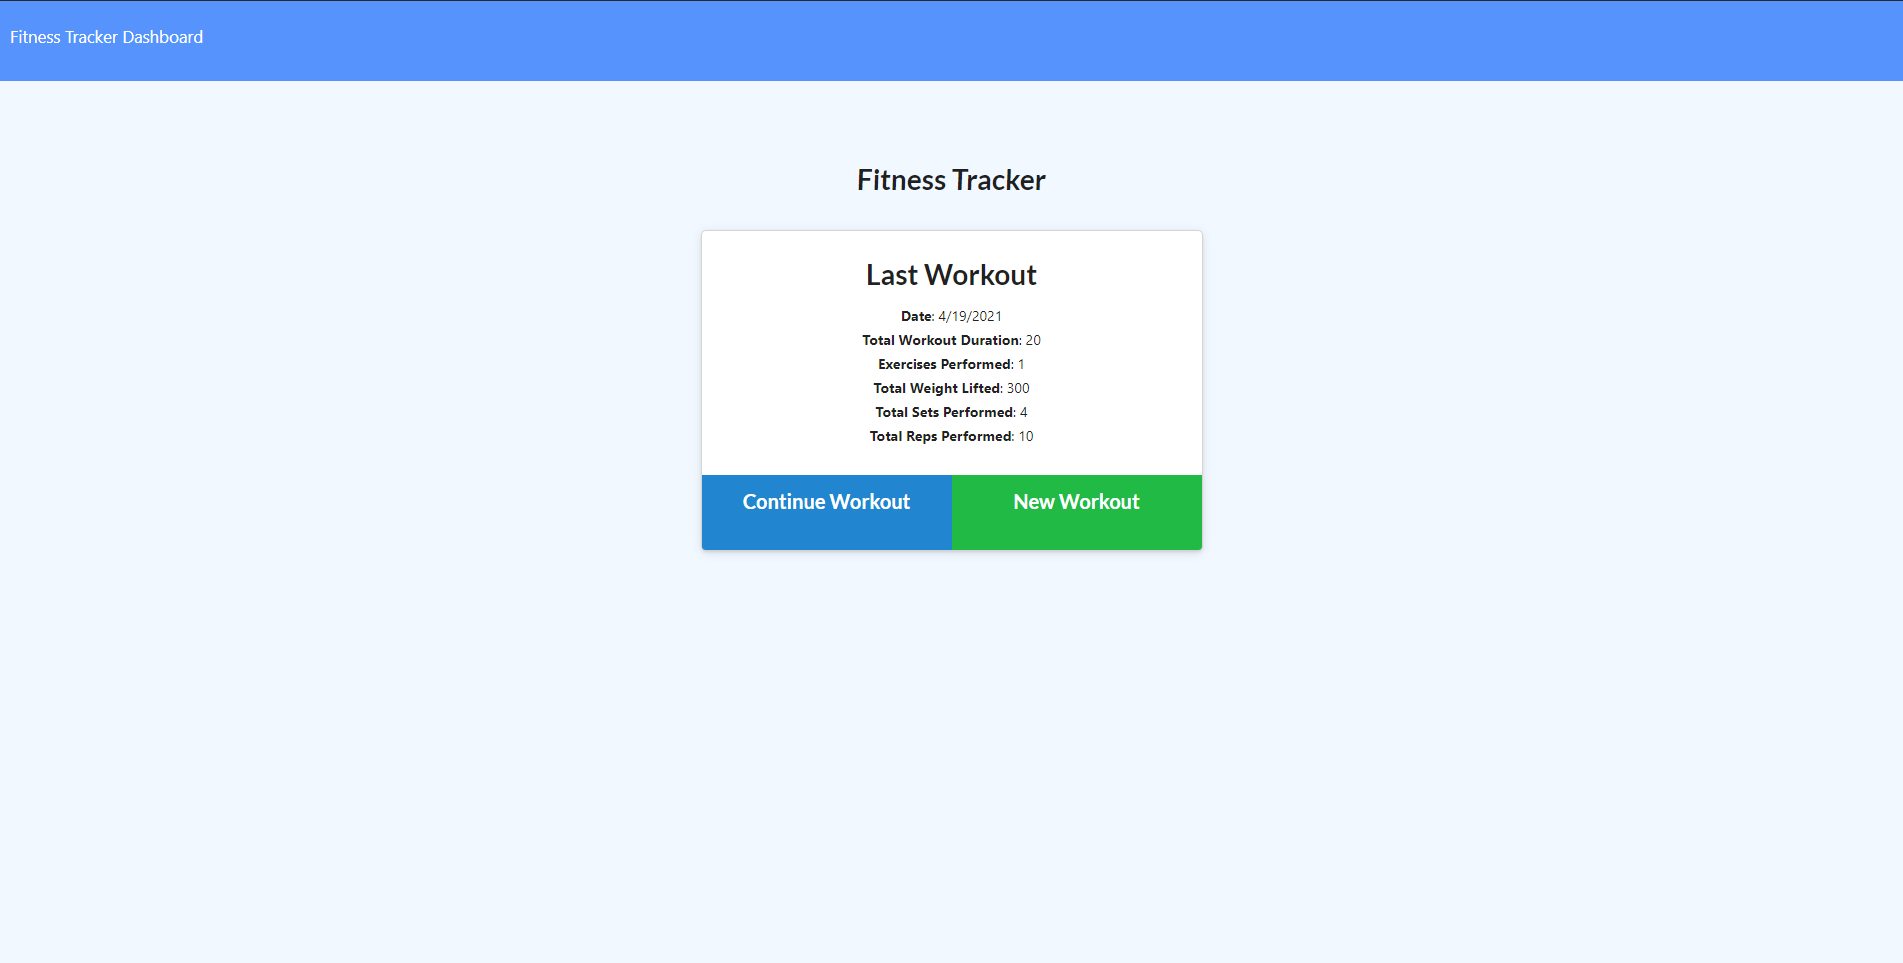 Fitness Tracker Dashboard
Fitness Tracker
Last Workout
Date: 4/19/2021
Total Workout Duration: 20
Exercises Performed: 1
Total Weight Lifted: 300
Total Sets Performed: 4
Total Reps Performed: 10
Continue Workout
New Workout